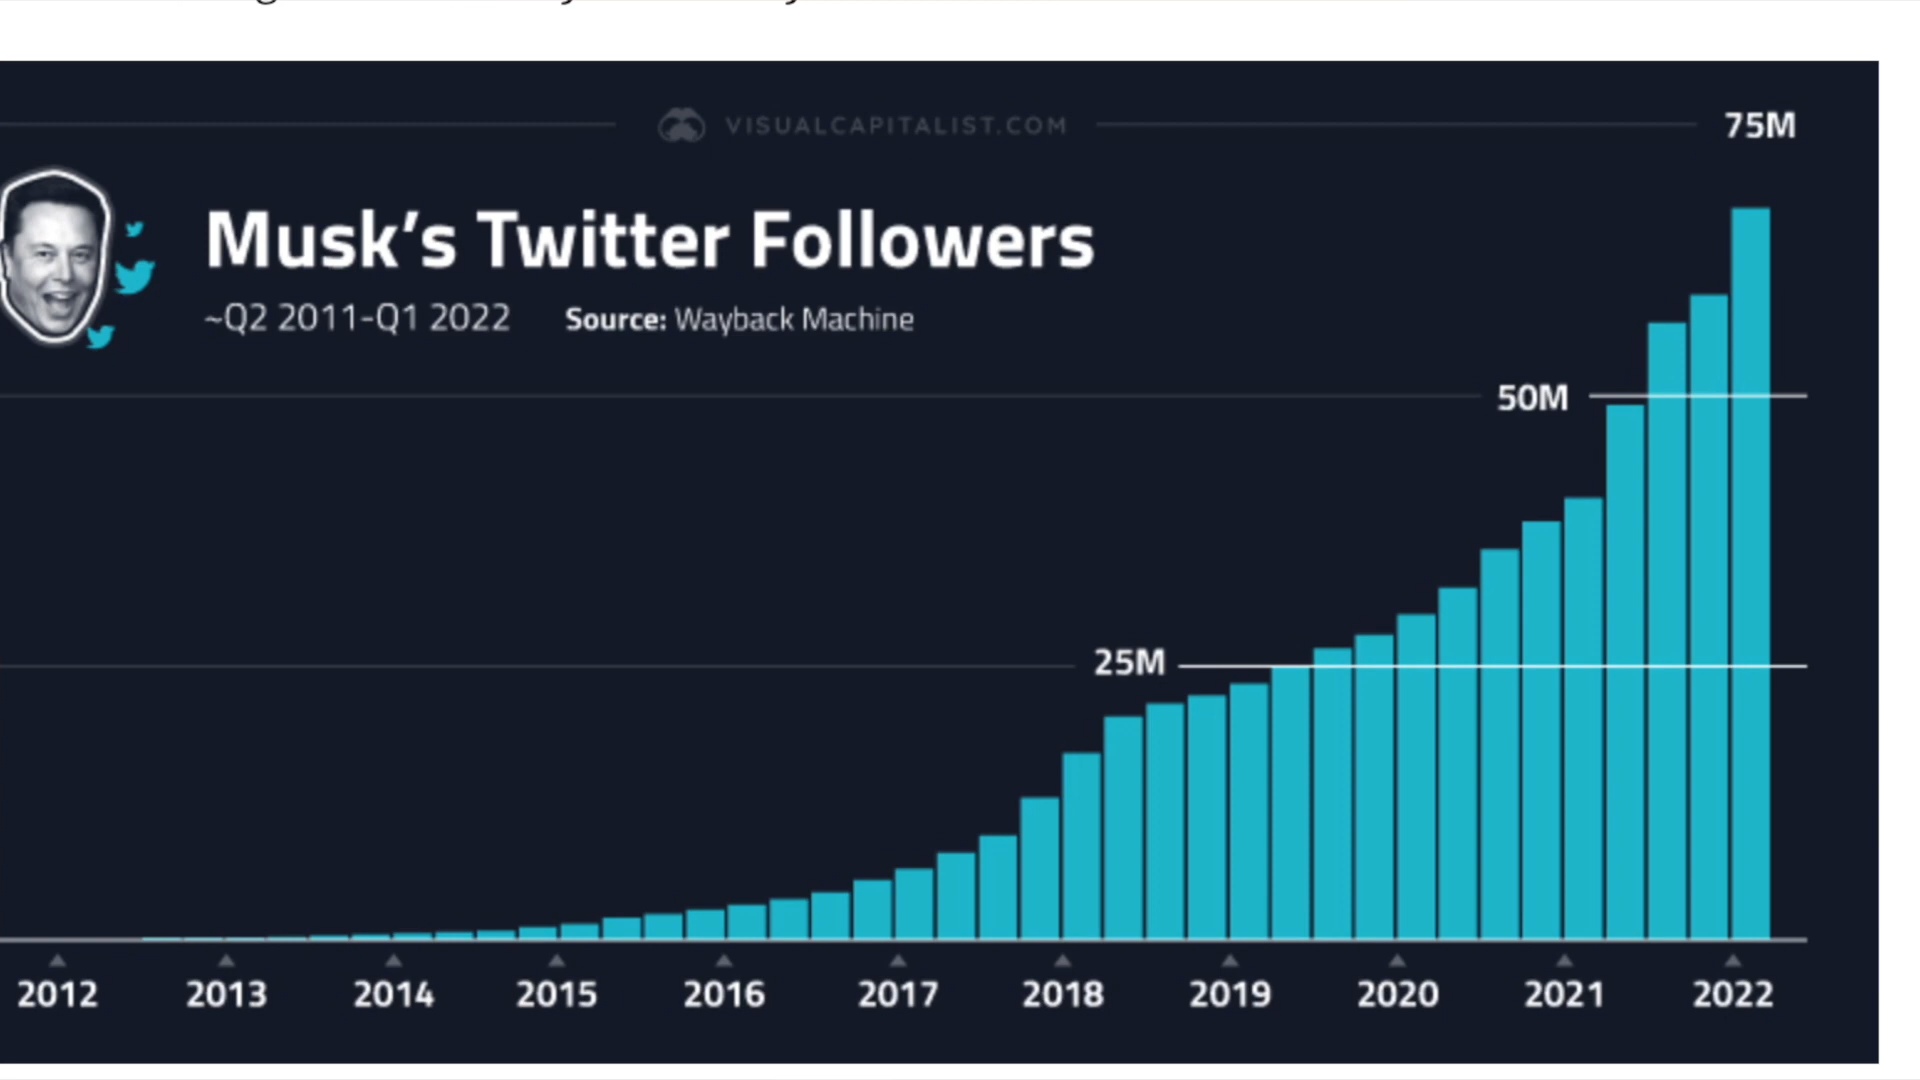 VISUALCAPITALIST.COM
75M
Musk's Twitter Followers
~Q2 2011-Q1 2022 Source: Wayback Machine
50M
25M
2012 2013 2014 2015 2016 2017 2018 2019 2020 2021 2022